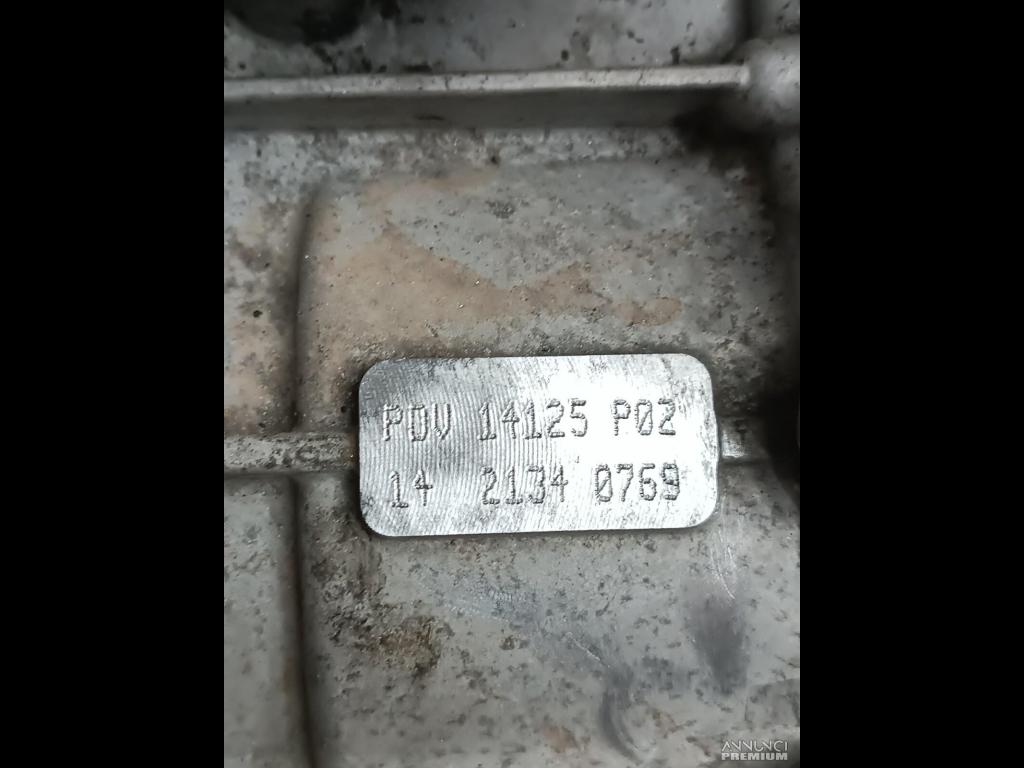 PDV 14125 P02
14 2134 0769
ANNUNCI
PREMIUM